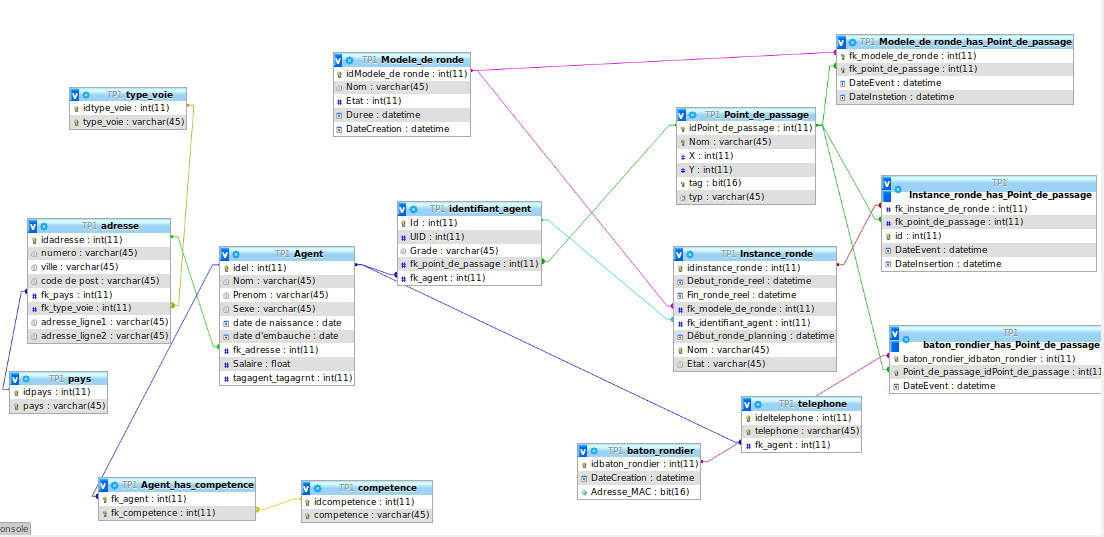 TP1 Modele_de ronde
idModele_de_ronde : int(11)
Nom : varchar(45)
Etat : int(11)
Duree : datetime
DateCreation : datetime
TP1 Modele_de ronde_has_Point_de_passage
fk_modele_de_ronde : int(11)
fk_point_de_passage : int(11)
DateEvent : datetime
DateInstetion : datetime
TP1 type_voie
idtype_voie : int(11)
type_voie : varchar(45)
TP1 Point_de_passage
idPoint_de_passage : int(11)
Nom : varchar(45)
X : int(11)
Y : int(11)
tag : bit(16)
typ : varchar(45)
TP1
Instance_ronde_has_Point_de_passage
fk_instance_de_ronde : int(11)
fk_point_de_passage : int(11)
id : int(11)
DateEvent : datetime
DateInsertion : datetime
TP1 identifiant_agent
Id : int(11)
UID : int(11)
Grade : varchar(45)
fk_point_de_passage : int(11)
fk_agent : int(11)
TP1 adresse
idadresse : int(11)
numero : varchar(45)
ville : varchar(45)
code de post : varchar(45)
fk_pays : int(11)
fk_type_voie : int(11)
adresse_ligne1 : varchar(45)
adresse_ligne2 : varchar(45)
TP1 Agent
idel : int(11)
Nom : varchar(45)
Prenom : varchar(45)
Sexe : varchar(45)
date de naissance : date
date d'embauche : date
fk_adresse : int(11)
Salaire : float
tagagent_tagagrnt : int(11)
TP1 Instance_ronde
idinstance_ronde : int(11)
Debut_ronde_reel : datetime
Fin_ronde_reel : datetime
fk_modele_de_ronde : int(11)
fk_identifiant_agent : int(11)
Début_ronde_planning : datetime
Nom : varchar(45)
Etat : varchar(45)
TP1
baton_rondier_has_Point_de_passage
baton_rondier_idbaton_rondier : int(11)
Point_de_passage_idPoint_de_passage : int(11)
DateEvent : datetime
TP1 pays
idpays : int(11)
pays : varchar(45)
TP1 telephone
ideltelephone : int(11)
telephone : varchar(45)
fk_agent : int(11)
TP1 baton_rondier
idbaton_rondier : int(11)
DateCreation : datetime
Adresse_MAC : bit(16)
TP1 Agent_has_competence
fk_agent : int(11)
fk_competence : int(11)
TP1 competence
idcompetence : int(11)
competence : varchar(45)
onsole